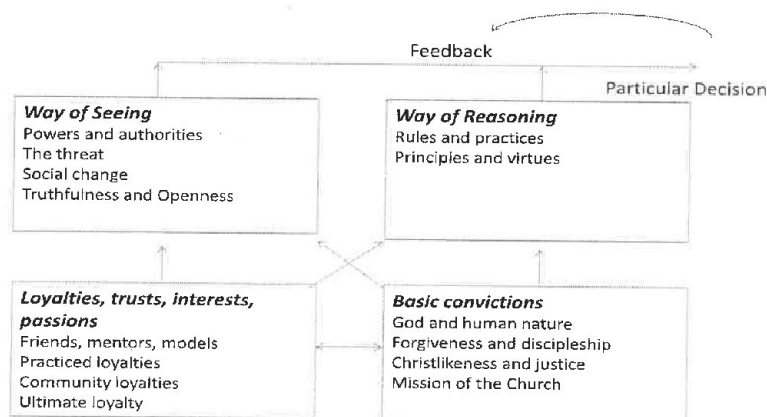 Feedback
Particular Decision
Way of Seeing
Powers and authorities
The threat
Social change
Truthfulness and Openness
Way of Reasoning
Rules and practices
Principles and virtues
Loyalties, trusts, interests,
passions
Friends, mentors, models
Practiced loyalties
Community loyalties
Ultimate loyalty
Basic convictions
God and human nature
Forgiveness and discipleship
Christlikeness and justice
Mission of the Church